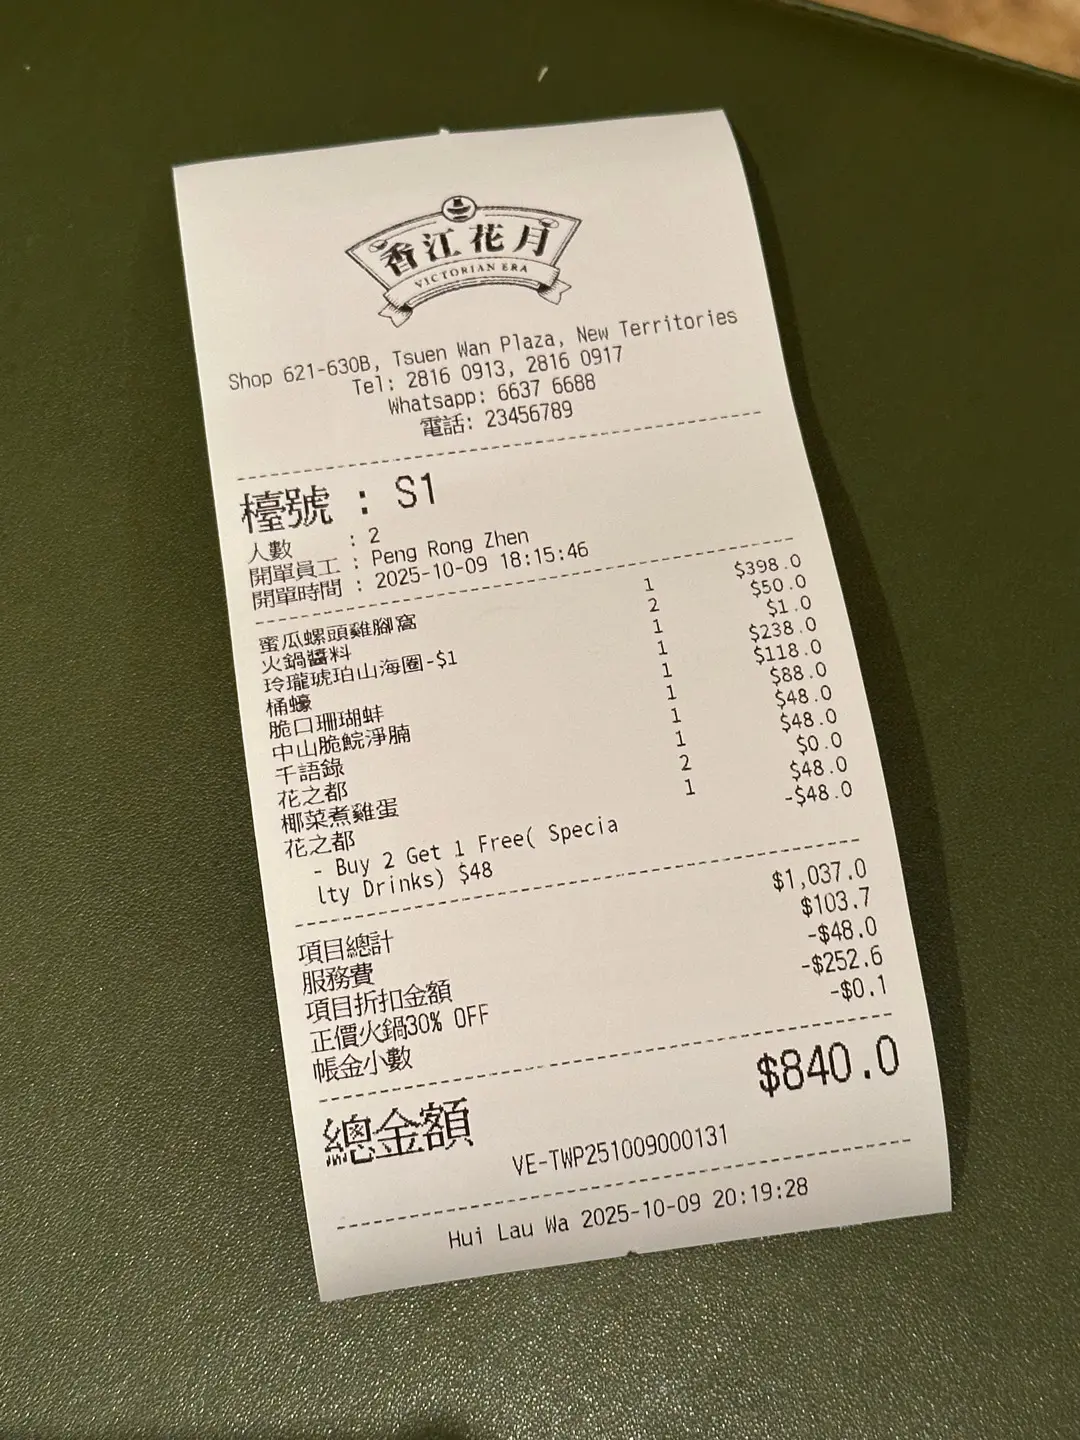 香江花月
VICTORIAN ERA
Shop 621-630B, Tsuen Wan Plaza, New Territories
Tel: 2816 0913, 2816 0917
Whatsapp: 6637 6688
電話: 23456789
檯號 : S1
人數 : 2
開單員工 : Peng Rong Zhen
開單時間 : 2025-10-09 18:15:46
蜜瓜螺頭雞腳窩 1 $398.0
火鍋醬料 2 $50.0
玲瓏琥珀山海圈-$1 1 $1.0
桶蠔 1 $238.0
脆口珊瑚蚌 1 $118.0
中山脆鯇淨腩 1 $88.0
千語錄 1 $48.0
花之都 1 $48.0
椰菜煮雞蛋 2 $0.0
花之都 1 $48.0
- Buy 2 Get 1 Free( Specia -$48.0
lty Drinks) $48
項目總計 $1,037.0
服務費 $103.7
項目折扣金額 -$48.0
正價火鍋30% OFF -$252.6
帳金小數 -$0.1
總金額 $840.0
VE-TWP251009000131
Hui Lau Wa 2025-10-09 20:19:28